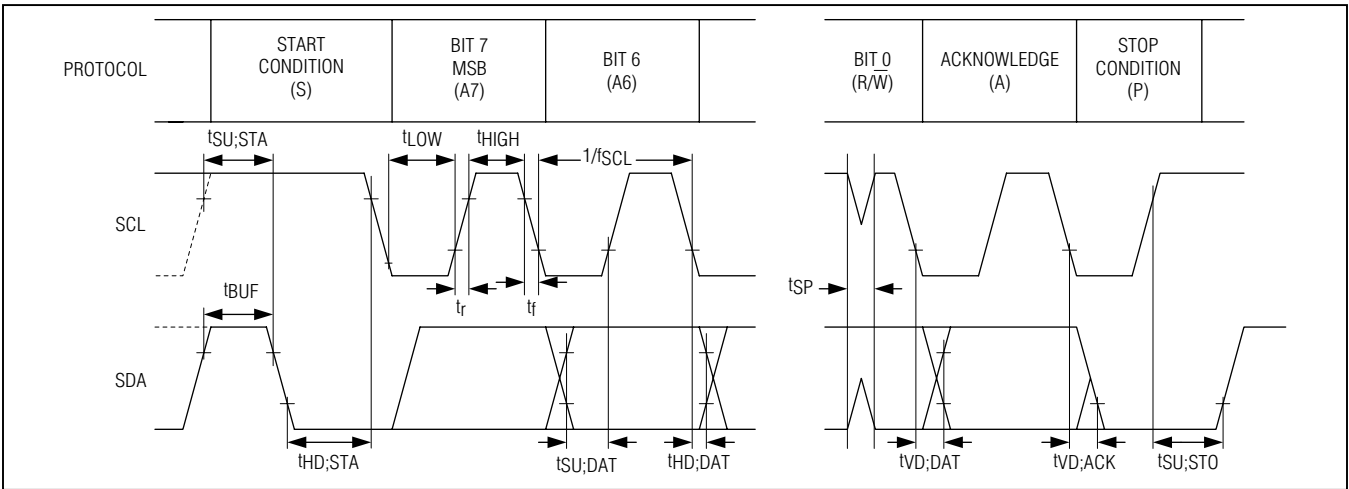 PROTOCOL
START
CONDITION
(S)
BIT 7
MSB
(A7)
BIT 6
(A6)
BIT 0
(R/W̅)
ACKNOWLEDGE
(A)
STOP
CONDITION
(P)
tSU;STA
tLOW
tHIGH
1/fSCL
SCL
tBUF
tr
tf
tSP
SDA
tHD;STA
tSU;DAT
tHD;DAT
tVD;DAT
tVD;ACK
tSU;STO